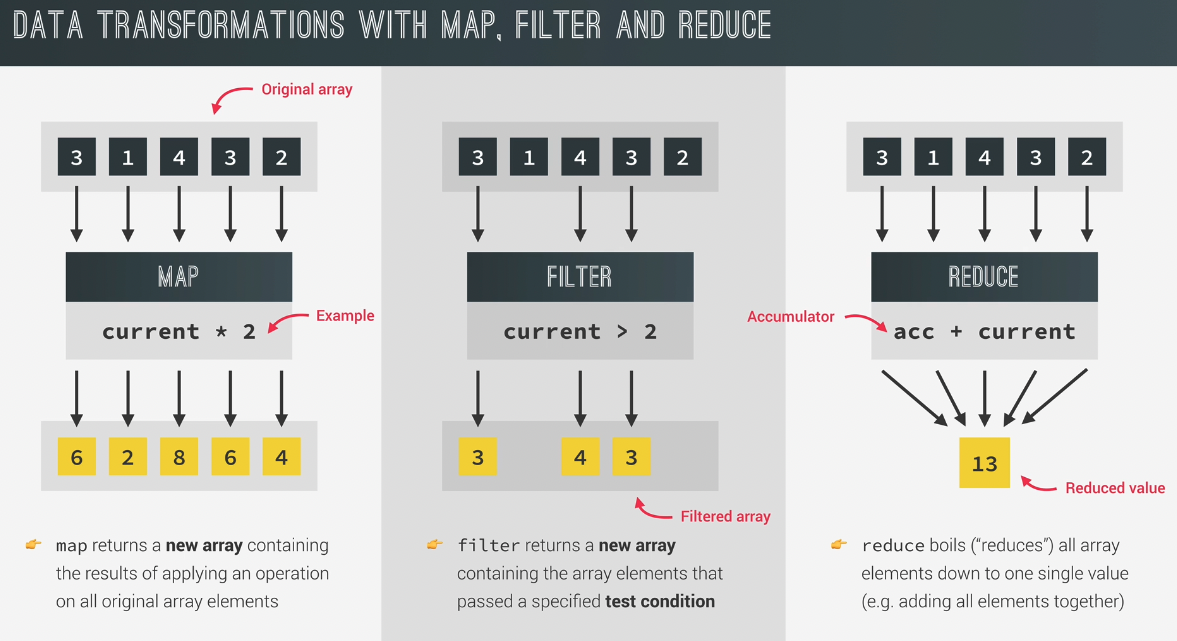 DATA TRANSFORMATIONS WITH MAP, FILTER AND REDUCE
Original array
3 1 4 3 2
MAP
current * 2
Example
6 2 8 6 4
👉 map returns a new array containing
the results of applying an operation
on all original array elements
3 1 4 3 2
FILTER
current > 2
3 4 3
Filtered array
👉 filter returns a new array
containing the array elements that
passed a specified test condition
3 1 4 3 2
REDUCE
Accumulator
acc + current
13
Reduced value
👉 reduce boils (“reduces”) all array
elements down to one single value
(e.g. adding all elements together)